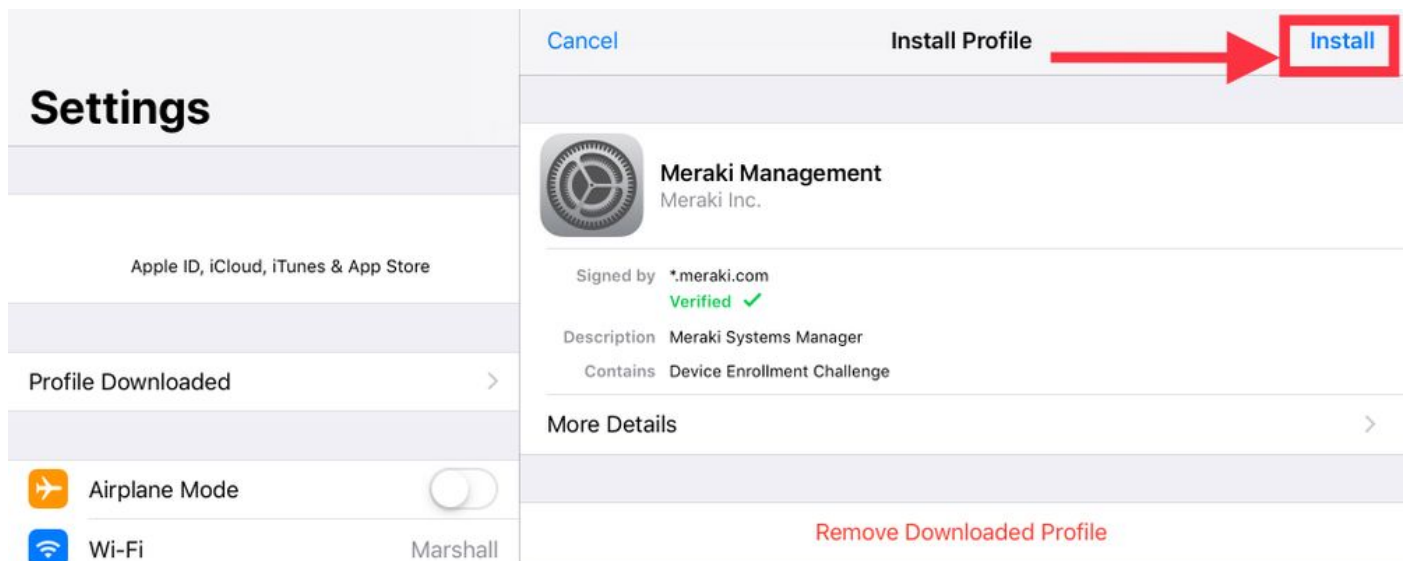 Settings
Apple ID, iCloud, iTunes & App Store
Profile Downloaded
Airplane Mode
Wi-Fi Marshall
Cancel Install Profile Install
Meraki Management
Meraki Inc.
Signed by *.meraki.com
Verified
Description Meraki Systems Manager
Contains Device Enrollment Challenge
More Details
Remove Downloaded Profile